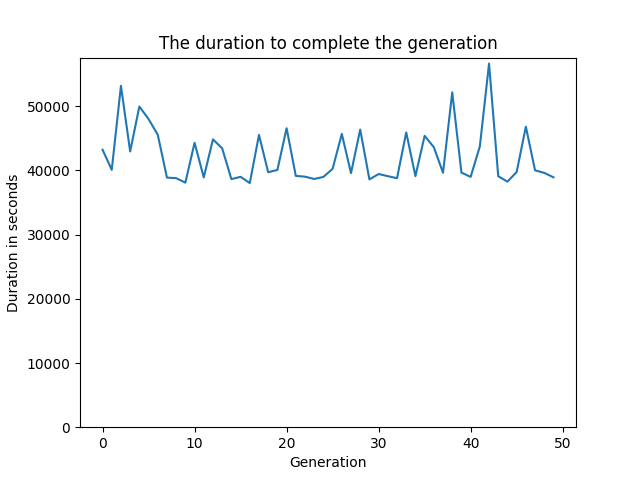 The duration to complete the generation
Duration in seconds
50000
40000
30000
20000
10000
0
0 10 20 30 40 50
Generation